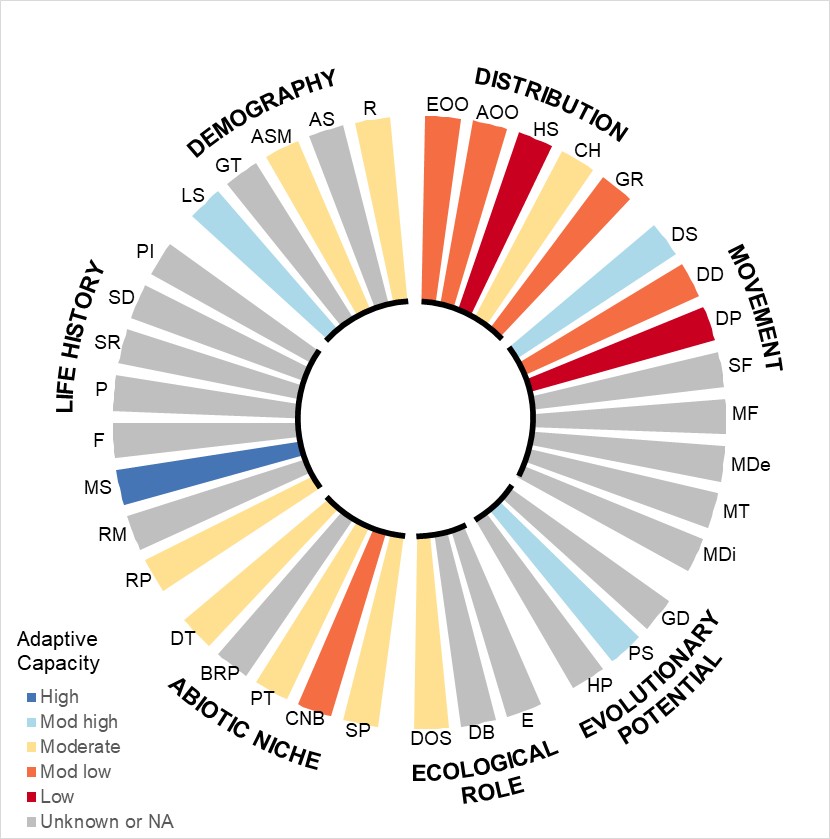 DISTRIBUTION
EOO
AOO
HS
CH
GR
MOVEMENT
DS
DD
DP
SF
MF
MDe
MT
MDi
EVOLUTIONARY
POTENTIAL
GD
PS
HP
ECOLOGICAL
ROLE
E
DB
DOS
ABIOTIC NICHE
SP
CNB
PT
BRP
DT
LIFE HISTORY
RP
RM
MS
F
P
SR
SD
PI
DEMOGRAPHY
LS
GT
ASM
AS
R
Adaptive
Capacity
High
Mod high
Moderate
Mod low
Low
Unknown or NA